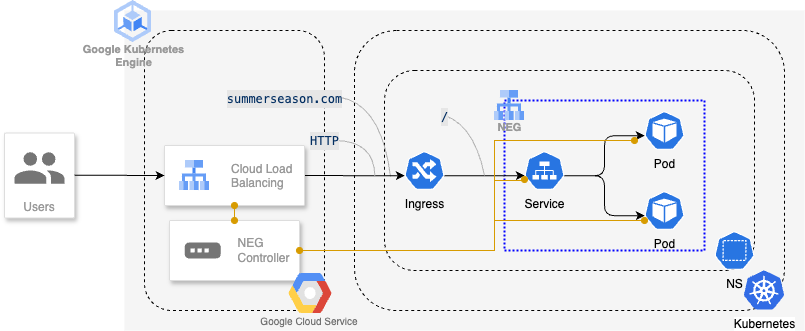 Google Kubernetes
Engine
summerseason.com
/
NEG
HTTP
Cloud Load
Balancing
Pod
Users
Ingress
Service
NEG
Controller
Pod
NS
Google Cloud Service
Kubernetes